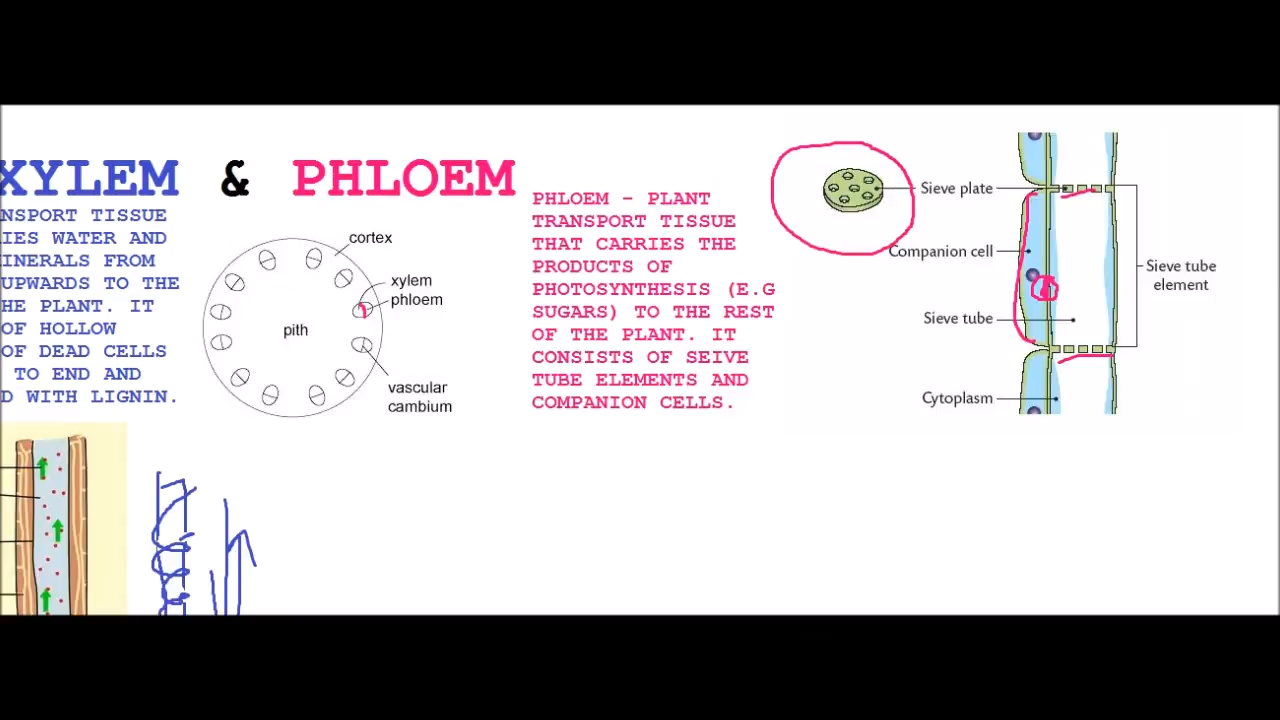 XYLEM & PHLOEM
NSPORT TISSUE
IES WATER AND
INERALS FROM
UPWARDS TO THE
HE PLANT. IT
OF HOLLOW
OF DEAD CELLS
TO END AND
D WITH LIGNIN.
cortex
xylem
phloem
pith
vascular
cambium
PHLOEM - PLANT
TRANSPORT TISSUE
THAT CARRIES THE
PRODUCTS OF
PHOTOSYNTHESIS (E.G
SUGARS) TO THE REST
OF THE PLANT. IT
CONSISTS OF SEIVE
TUBE ELEMENTS AND
COMPANION CELLS.
Sieve plate
Companion cell
Sieve tube
Cytoplasm
Sieve tube
element